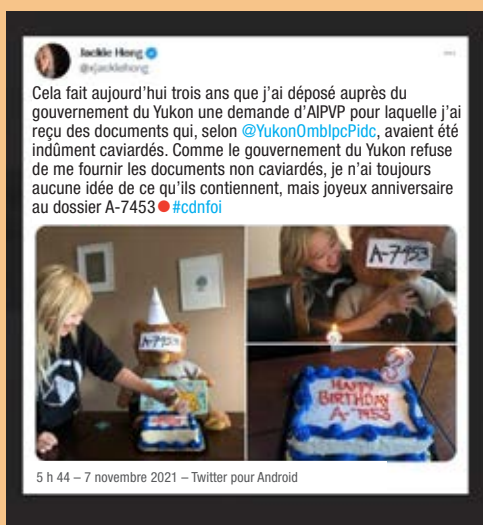 Jackie Hong
@vjackiehong
Cela fait aujourd'hui trois ans que j'ai déposé auprès du
gouvernement du Yukon une demande d'AIPVP pour laquelle j'ai
reçu des documents qui, selon @YukonOmbIpcPidc, avaient été
indûment caviardés. Comme le gouvernement du Yukon refuse
de me fournir les documents non caviardés, je n'ai toujours
aucune idée de ce qu'ils contiennent, mais joyeux anniversaire
au dossier A-7453 #cdnfoi
A-7453
A-7453
3
HAPPY
BIRTHDAY
A-7453
5 h 44 – 7 novembre 2021 – Twitter pour Android